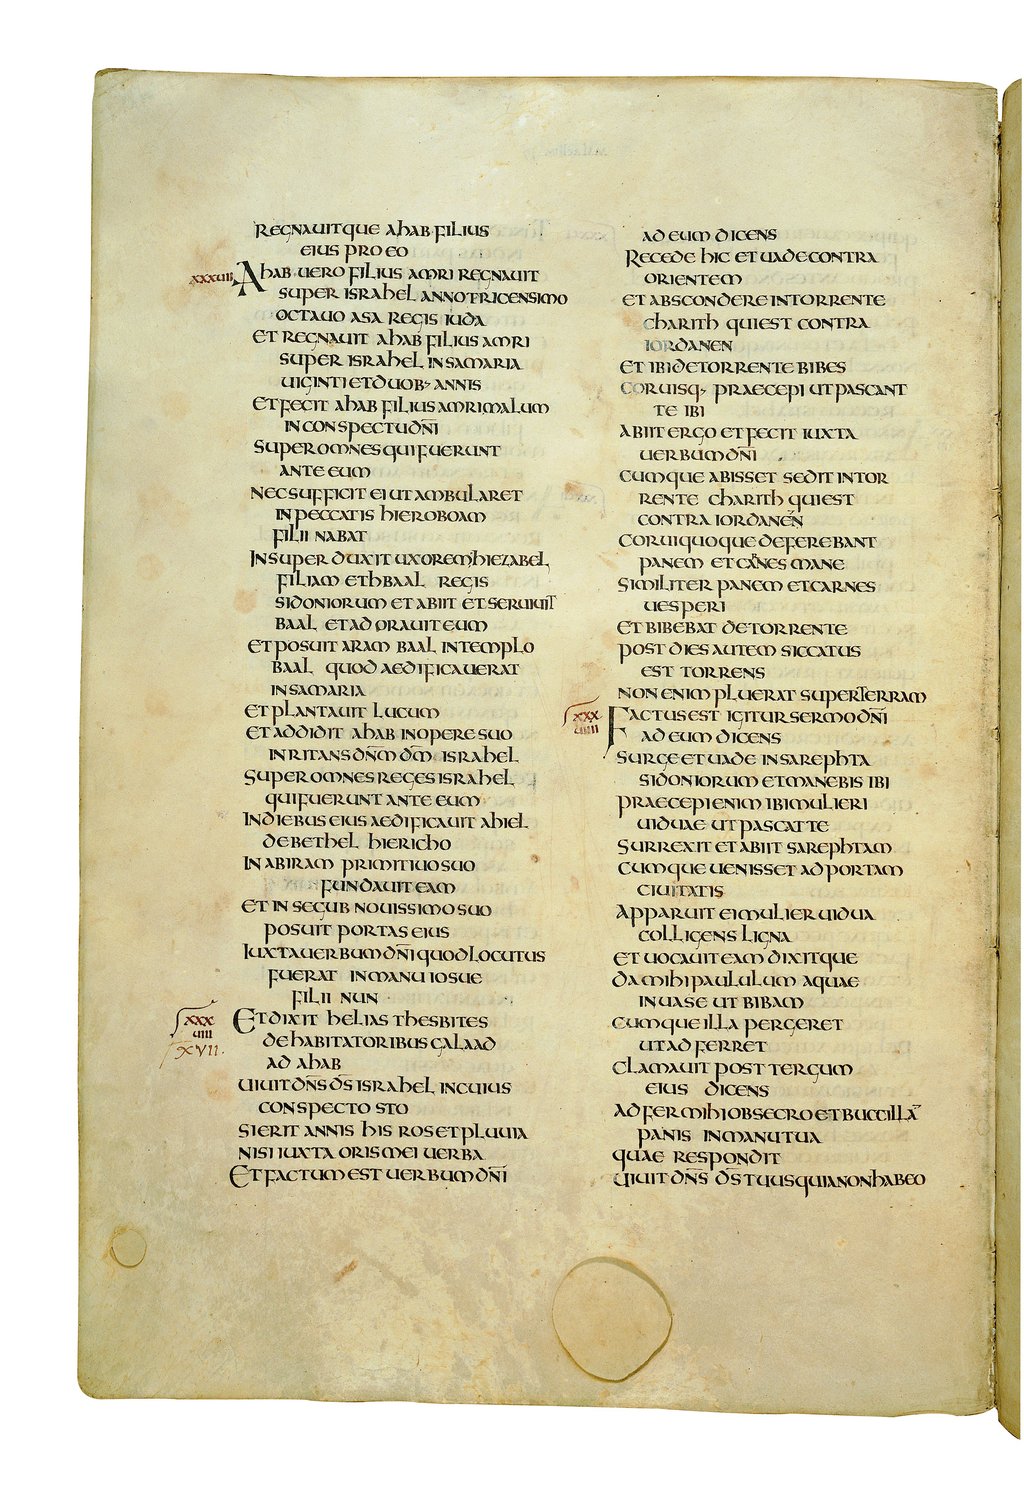 REGNAUITQUE AHAB FILIUS
EIUS PRO EO
XXXVIII AHAB UERO FILIUS AMRI REGNAUIT
SUPER ISRAHEL ANNO TRICENSIMO
OCTAUO ASA REGIS IUDA
ET REGNAUIT AHAB FILIUS AMRI
SUPER ISRAHEL IN SAMARIA
UIGINTI ET DUOB; ANNIS
ET FECIT AHAB FILIUS AMRI MALUM
IN CONSPECTU DN̄I
SUPER OMNES QUI FUERUNT
ANTE EUM
NEC SUFFICIT EI UT AMBULARET
IN PECCATIS HIEROBOAM
FILII NABAT
INSUPER DUXIT UXOREM HIEZABEL
FILIAM ETHBAAL REGIS
SIDONIORUM ET ABIIT ET SERUIUIT
BAAL ET ADORAUIT EUM
ET POSUIT ARAM BAAL IN TEMPLO
BAAL QUOD AEDIFICAUERAT
IN SAMARIA
ET PLANTAUIT LUCUM
ET ADDIDIT AHAB IN OPERE SUO
INRITANS DN̄M DM̄ ISRAHEL
SUPER OMNES REGES ISRAHEL
QUI FUERUNT ANTE EUM
IN DIEBUS EIUS AEDIFICAUIT AHIEL
DE BETHEL HIERICHO
IN ABIRAM PRIMITIUO SUO
FUNDAUIT EAM
ET IN SEGUB NOUISSIMO SUO
POSUIT PORTAS EIUS
IUXTA UERBUM DN̄I QUOD LOCUTUS
FUERAT IN MANU IOSUE
FILII NUN
XXX ET DIXIT HELIAS THESBITES
UIIII DE HABITATORIBUS GALAAD
XVII. AD AHAB
UIUIT DN̄S DS̄ ISRAHEL IN CUIUS
CONSPECTO STO
SI ERIT ANNIS HIS ROS ET PLUUIA
NISI IUXTA ORIS MEI UERBA
ET FACTUM EST UERBUM DN̄I
AD EUM DICENS
RECEDE HIC ET UADE CONTRA
ORIENTEM
ET ABSCONDERE IN TORRENTE
CHARITH QUI EST CONTRA
IORDANEN
ET IBI DE TORRENTE BIBES
CORUISQ; PRAECEPI UT PASCANT
TE IBI
ABIIT ERGO ET FECIT IUXTA
UERBUM DN̄I
CUMQUE ABISSET SEDIT IN TOR
RENTE CHARITH QUI EST
CONTRA IORDANEN
CORUI QUOQUE DEFEREBANT
PANEM ET CARNES MANE
SIMILITER PANEM ET CARNES
UESPERI
ET BIBEBAT DE TORRENTE
POST DIES AUTEM SICCATUS
EST TORRENS
NON ENIM PLUERAT SUPER TERRAM
XXX FACTUS EST IGITUR SERMO DN̄I
UIIII AD EUM DICENS
SURGE ET UADE IN SAREPHTA
SIDONIORUM ET MANEBIS IBI
PRAECEPI ENIM IBI MULIERI
UIDUAE UT PASCAT TE
SURREXIT ET ABIIT SAREPHTAM
CUMQUE UENISSET AD PORTAM
CIUITATIS
APPARUIT EI MULIER UIDUA
COLLIGENS LIGNA
ET UOCAUIT EAM DIXITQUE
DA MIHI PAULULUM AQUAE
IN UASE UT BIBAM
CUMQUE ILLA PERGERET
UT ADFERRET
CLAMAUIT POST TERGUM
EIUS DICENS
ADFER MIHI OBSECRO ET BUCCILLĀ
PANIS IN MANU TUA
QUAE RESPONDIT
UIUIT DN̄S DS̄ TUUS QUIA NON HABEO